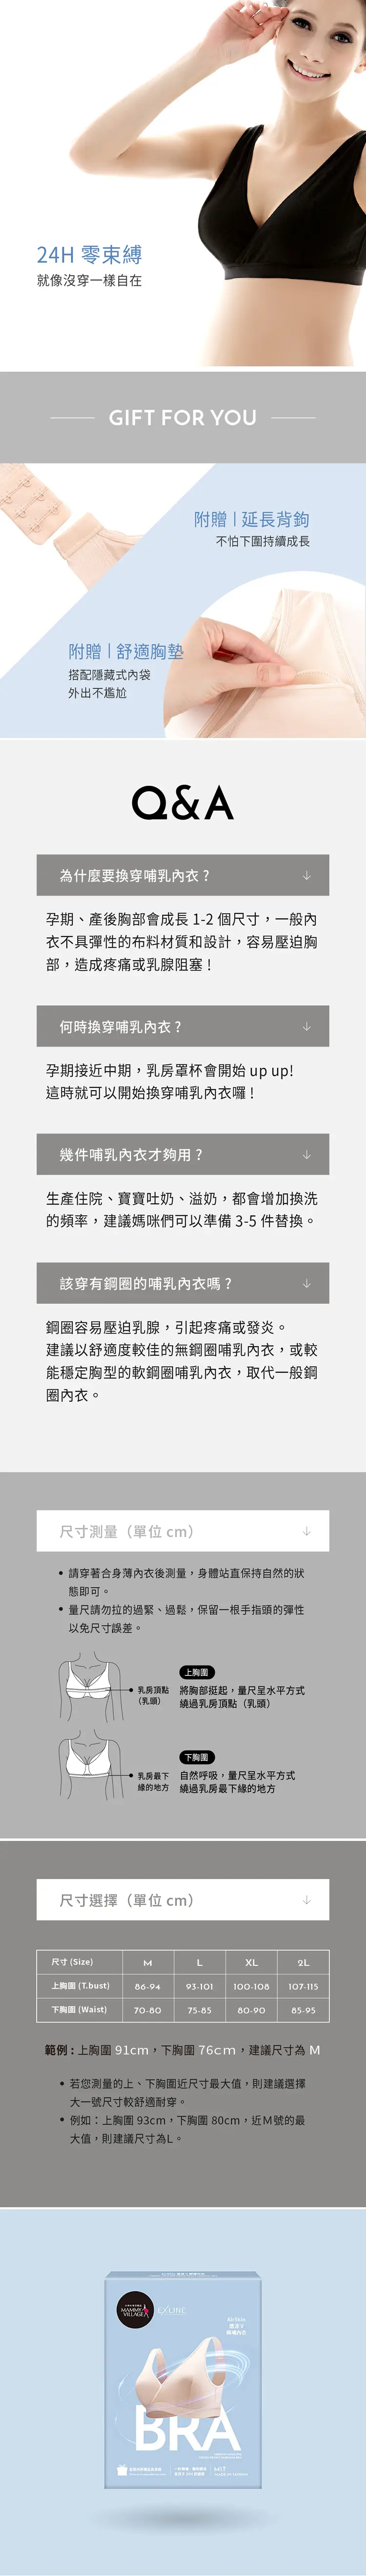 24H 零束縛
就像沒穿一樣自在
GIFT FOR YOU
附贈 | 延長背鉤
不怕下圍持續成長
附贈 | 舒適胸墊
搭配隱藏式內袋
外出不尷尬
Q&A
為什麼要換穿哺乳內衣？
孕期、產後胸部會成長 1-2 個尺寸，一般內
衣不具彈性的布料材質和設計，容易壓迫胸
部，造成疼痛或乳腺阻塞！
何時換穿哺乳內衣？
孕期接近中期，乳房罩杯會開始 up up!
這時就可以開始換穿哺乳內衣囉！
幾件哺乳內衣才夠用？
生產住院、寶寶吐奶、溢奶，都會增加換洗
的頻率，建議媽咪們可以準備 3-5 件替換。
該穿有鋼圈的哺乳內衣嗎？
鋼圈容易壓迫乳腺，引起疼痛或發炎。
建議以舒適度較佳的無鋼圈哺乳內衣，或較
能穩定胸型的軟鋼圈哺乳內衣，取代一般鋼
圈內衣。
尺寸測量（單位 cm）
• 請穿著合身薄內衣後測量，身體站直保持自然的狀
態即可。
• 量尺請勿拉的過緊、過鬆，保留一根手指頭的彈性
以免尺寸誤差。
乳房頂點
（乳頭）
上胸圍
將胸部挺起，量尺呈水平方式
繞過乳房頂點（乳頭）
乳房最下
緣的地方
下胸圍
自然呼吸，量尺呈水平方式
繞過乳房最下緣的地方
尺寸選擇（單位 cm）
尺寸 (Size) M L XL 2L
上胸圍 (T.bust) 86-94 93-101 100-108 107-115
下胸圍 (Waist) 70-80 75-85 80-90 85-95
範例：上胸圍 91cm，下胸圍 76cm，建議尺寸為 M
• 若您測量的上、下胸圍近尺寸最大值，則建議選擇
大一號尺寸較舒適耐穿。
• 例如：上胸圍 93cm，下胸圍 80cm，近M號的最
大值，則建議尺寸為L。
MAMMY
VILLAGE
AirSkin
BRA
MIT